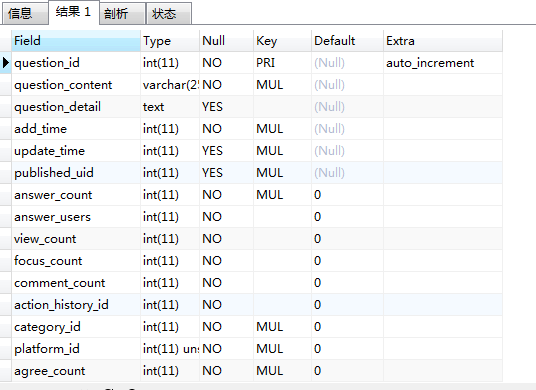 信息 结果 1 剖析 状态
Field Type Null Key Default Extra
question_id int(11) NO PRI (Null) auto_increment
question_content varchar(25 NO MUL (Null)
question_detail text YES (Null)
add_time int(11) NO MUL (Null)
update_time int(11) YES MUL (Null)
published_uid int(11) YES MUL (Null)
answer_count int(11) NO MUL 0
answer_users int(11) NO 0
view_count int(11) NO 0
focus_count int(11) NO 0
comment_count int(11) NO 0
action_history_id int(11) NO 0
category_id int(11) NO MUL 0
platform_id int(11) uns NO MUL 0
agree_count int(11) NO MUL 0